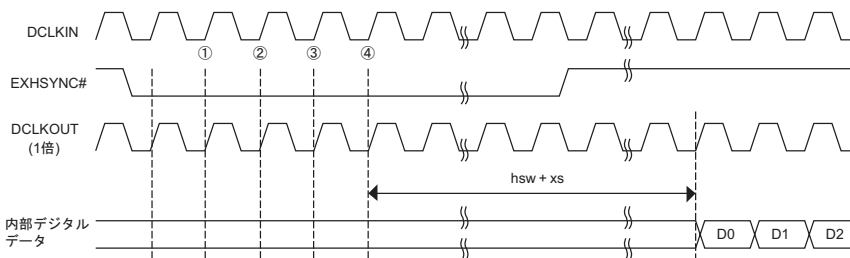 DCLKIN
① ② ③ ④
EXHSYNC#
DCLKOUT
(1倍)
hsw + xs
内部デジタル
データ
D0 D1 D2